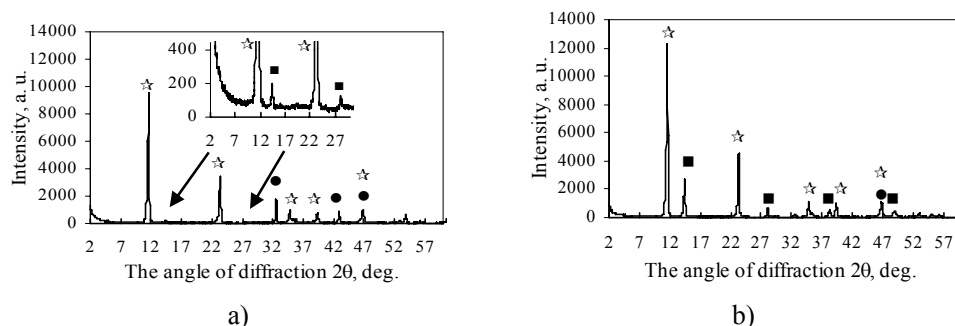 14000
12000
10000
8000
6000
4000
2000
0
Intensity, a. u.
400
200
0
2 7 12 17 22 27
2 7 12 17 22 27 32 37 42 47 52 57
The angle of diffraction 2θ, deg.
a)
14000
12000
10000
8000
6000
4000
2000
0
Intensity, a. u.
2 7 12 17 22 27 32 37 42 47 52 57
The angle of diffraction 2θ, deg.
b)